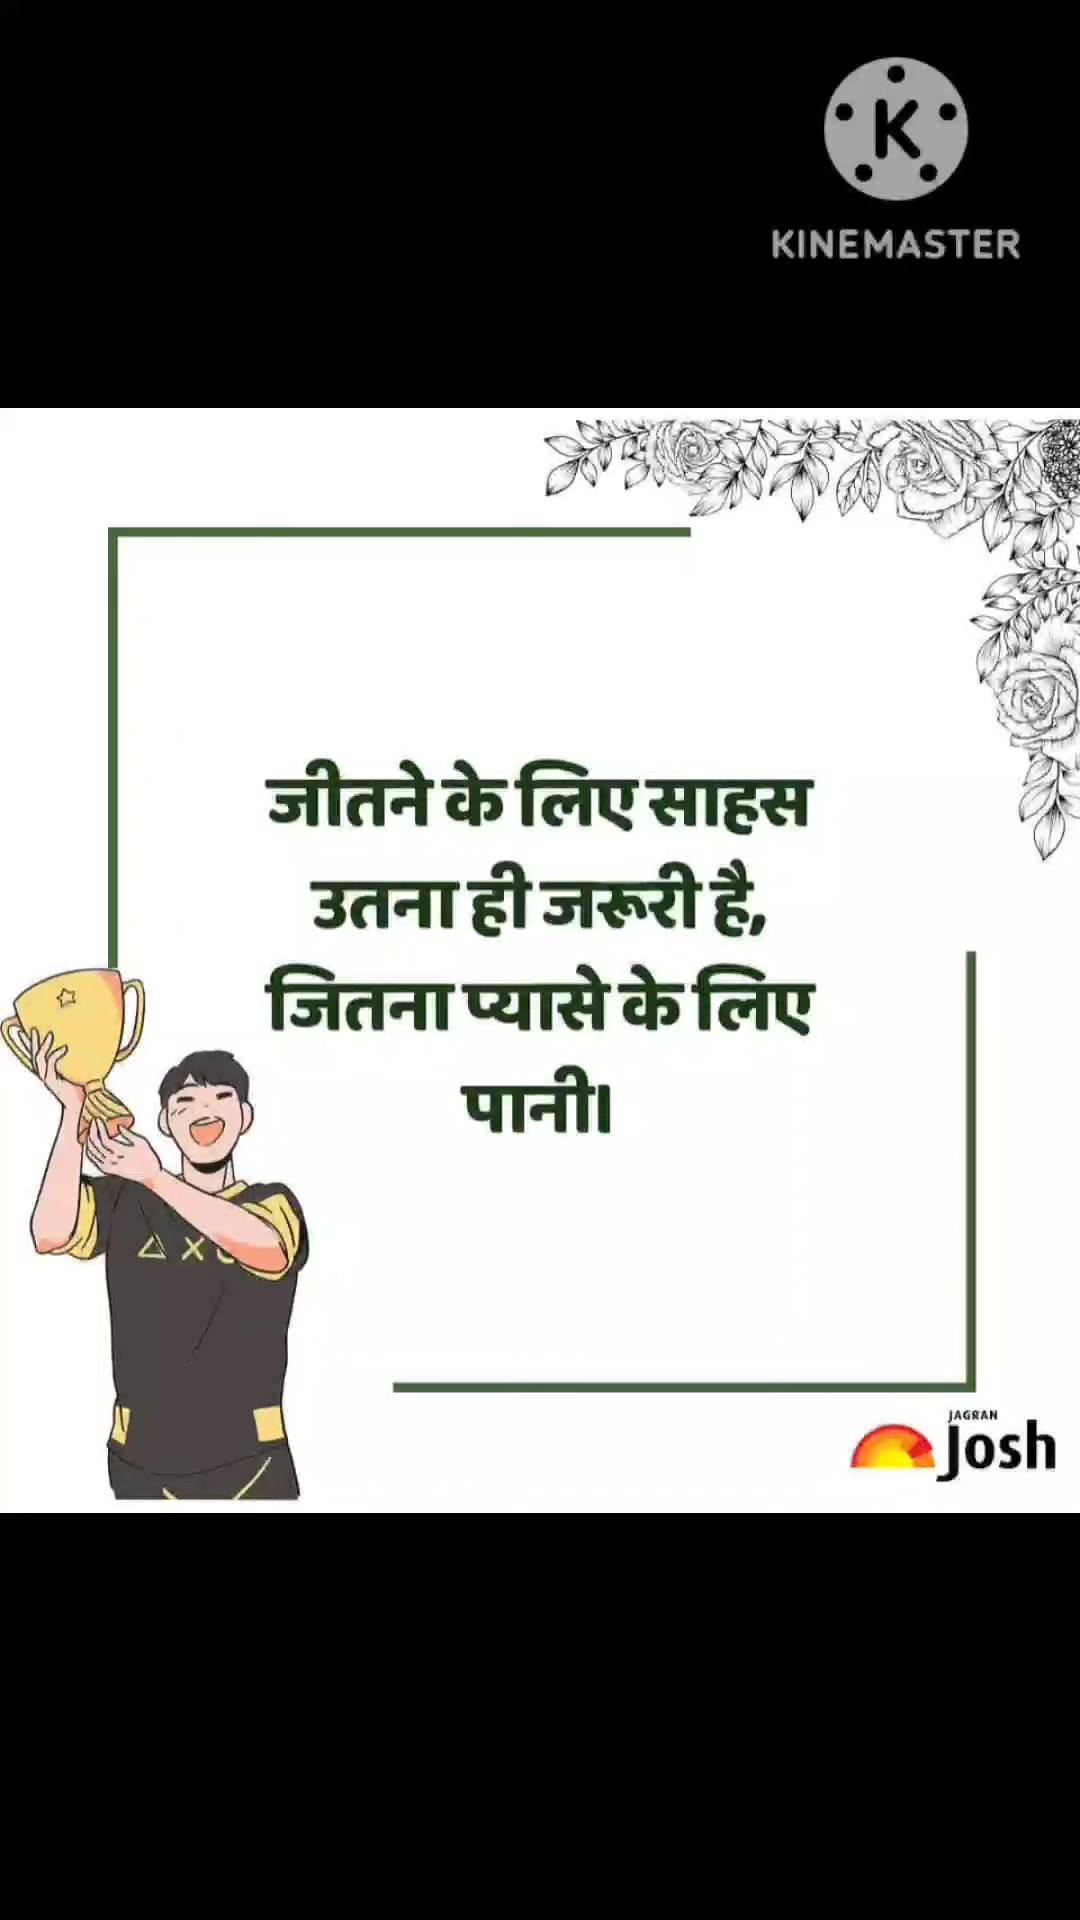 K
KINEMASTER
जीतने के लिए साहस
उतना ही जरूरी है,
जितना प्यासे के लिए
पानी।
JAGRAN
Josh